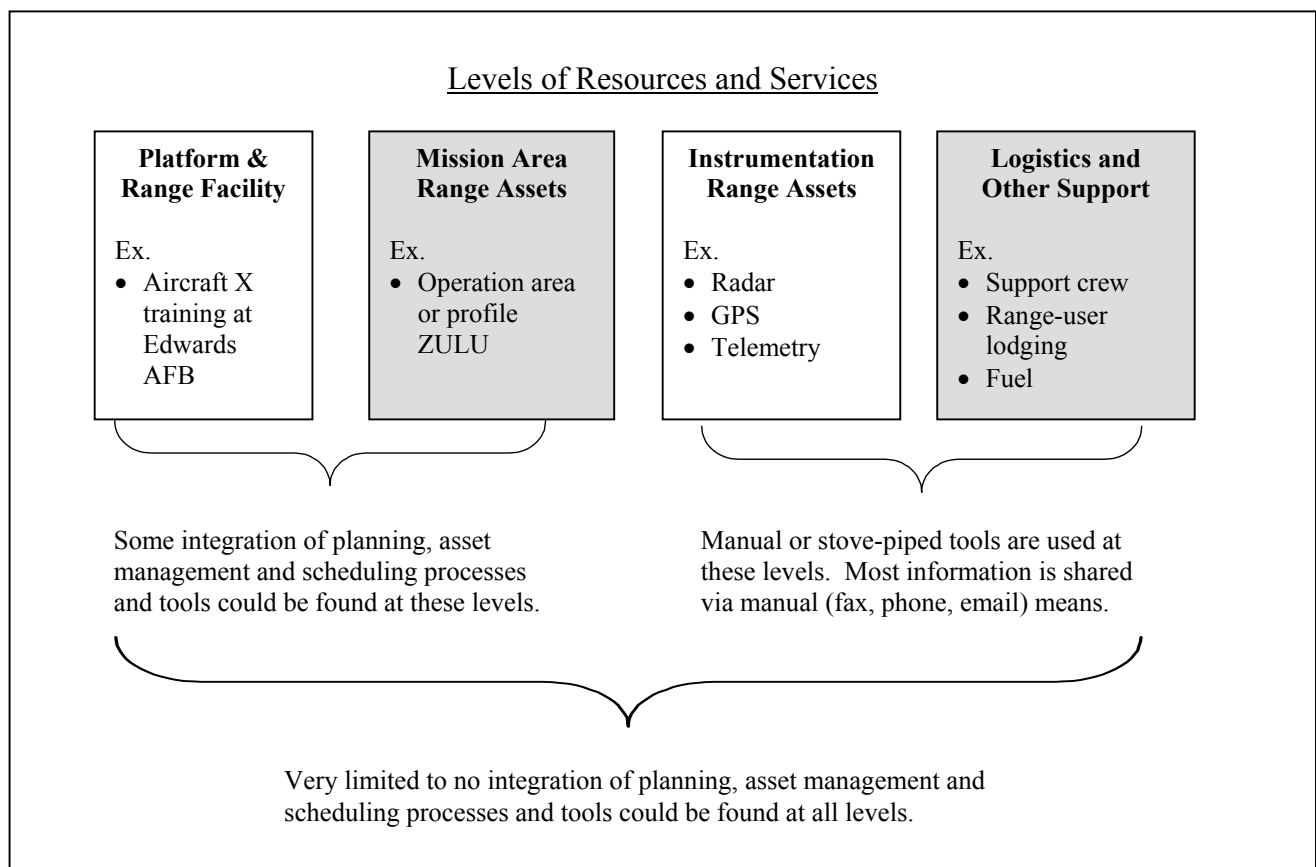 Levels of Resources and Services
Platform &
Range Facility
Ex.
• Aircraft X
training at
Edwards
AFB
Mission Area
Range Assets
Ex.
• Operation area
or profile
ZULU
Instrumentation
Range Assets
Ex.
• Radar
• GPS
• Telemetry
Logistics and
Other Support
Ex.
• Support crew
• Range-user
lodging
• Fuel
Some integration of planning, asset
management and scheduling processes
and tools could be found at these levels.
Manual or stove-piped tools are used at
these levels.  Most information is shared
via manual (fax, phone, email) means.
Very limited to no integration of planning, asset management and
scheduling processes and tools could be found at all levels.